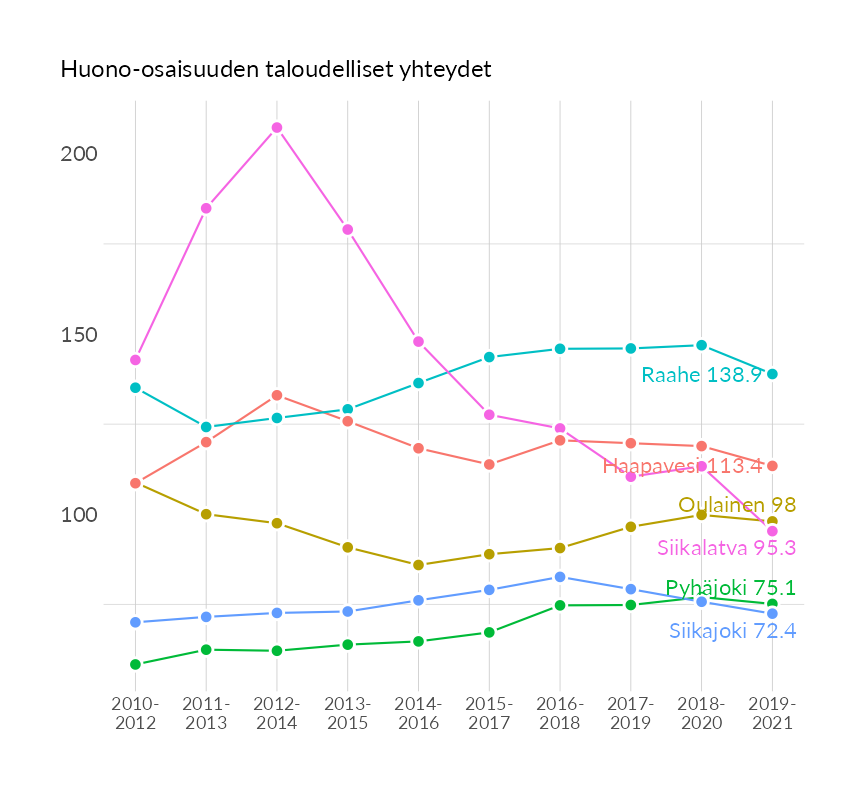 Huono-osaisuuden taloudelliset yhteydet
200
150
100
Raahe 138.9
Haapavesi 113.4
Oulainen 98
Siikalatva 95.3
Pyhäjoki 75.1
Siikajoki 72.4
2010- 2011- 2012- 2013- 2014- 2015- 2016- 2017- 2018- 2019-
2012 2013 2014 2015 2016 2017 2018 2019 2020 2021